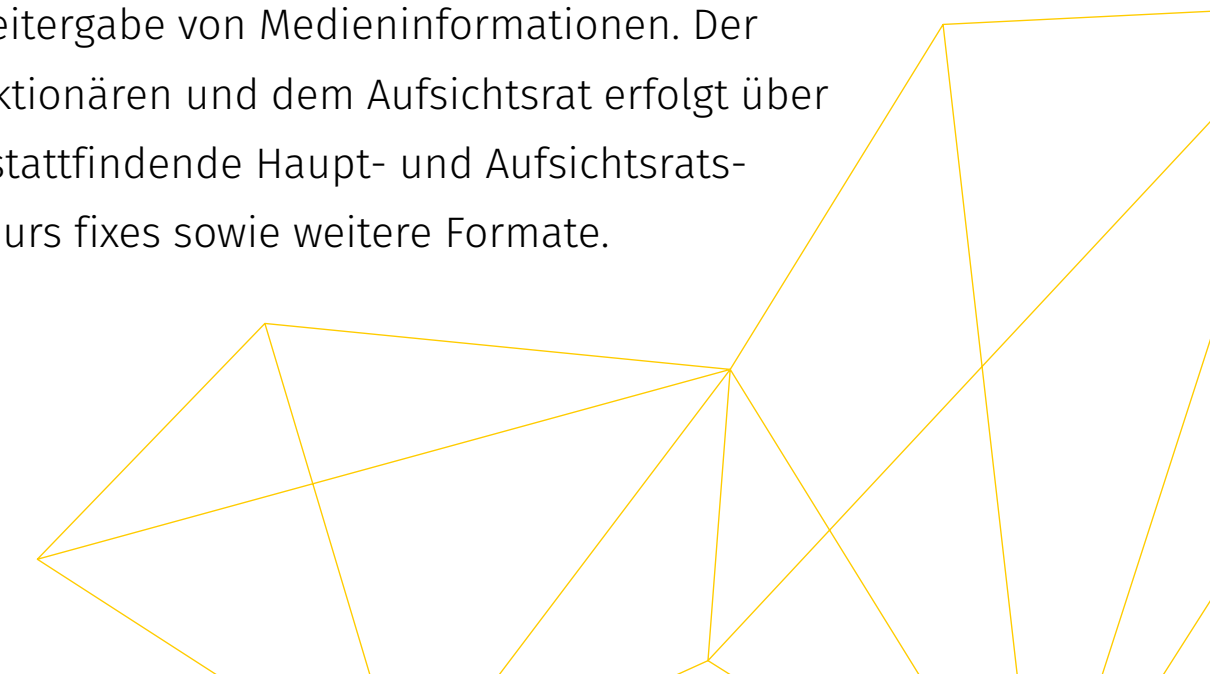 eitergabe von Medieninformationen. Der
ktionären und dem Aufsichtsrat erfolgt über
stattfindende Haupt- und Aufsichtsrats-
urs fixes sowie weitere Formate.